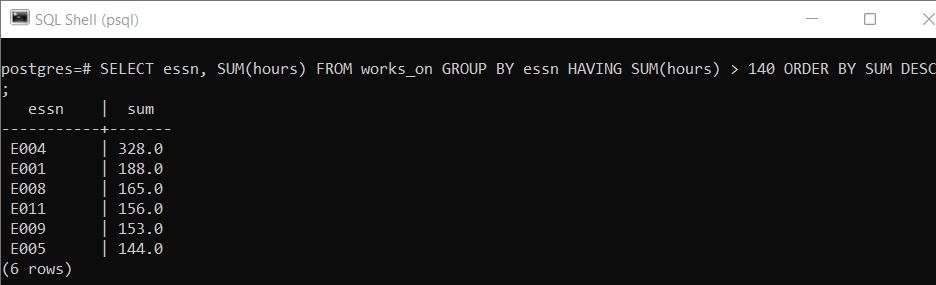 SQL Shell (psql)
postgres=# SELECT essn, SUM(hours) FROM works_on GROUP BY essn HAVING SUM(hours) > 140 ORDER BY SUM DESC
;
   essn    |  sum
-----------+-------
 E004      | 328.0
 E001      | 188.0
 E008      | 165.0
 E011      | 156.0
 E009      | 153.0
 E005      | 144.0
(6 rows)